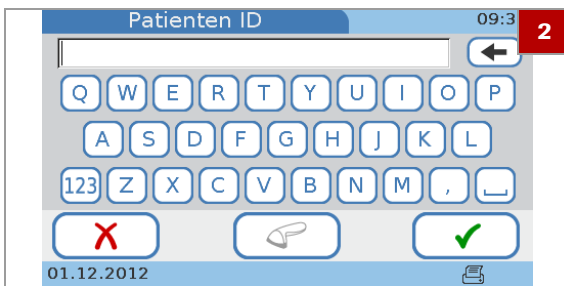 Patienten ID 09:3
2
Q W E R T Y U I O P
A S D F G H J K L
123 Z X C V B N M ,
01.12.2012